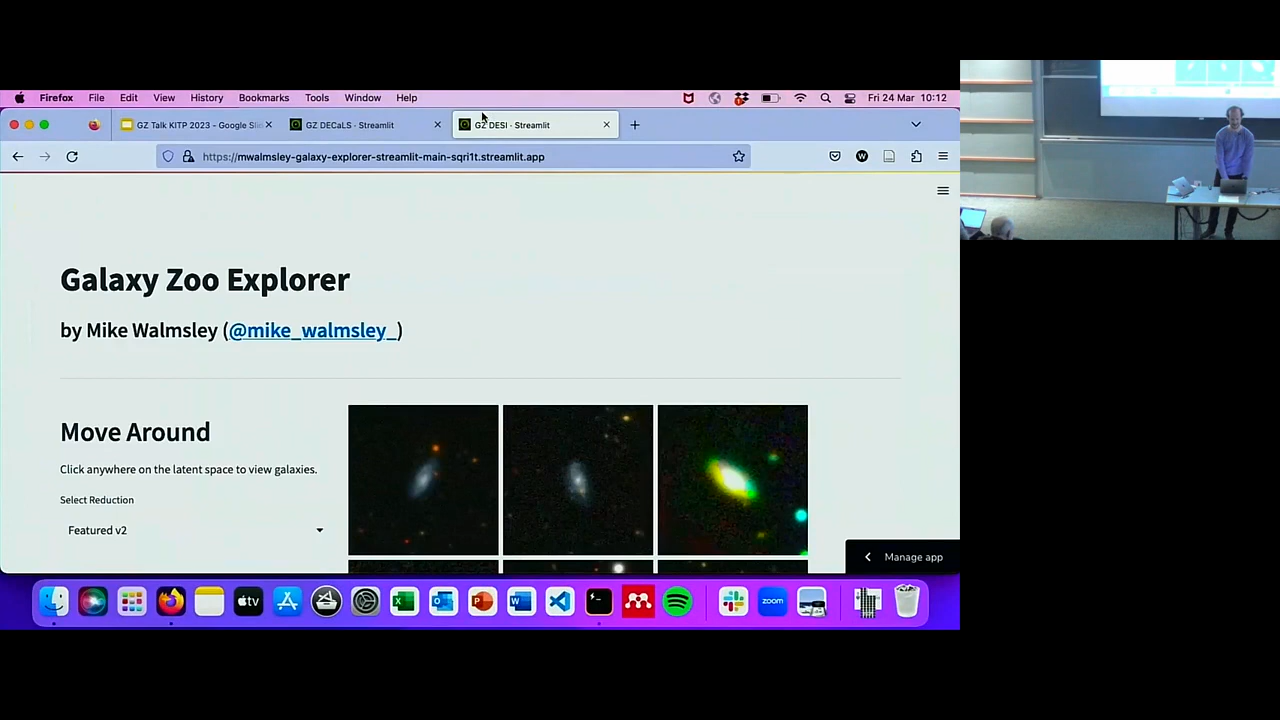 Firefox File Edit View History Bookmarks Tools Window Help Fri 24 Mar 10:12
GZ Talk KITP 2023 - Google Sli GZ DECaLS · Streamlit GZ DESI · Streamlit
https://mwalmsley-galaxy-explorer-streamlit-main-sqri1t.streamlit.app
Galaxy Zoo Explorer
by Mike Walmsley (@mike_walmsley_)
Move Around
Click anywhere on the latent space to view galaxies.
Select Reduction
Featured v2
Manage app
tv
zoom